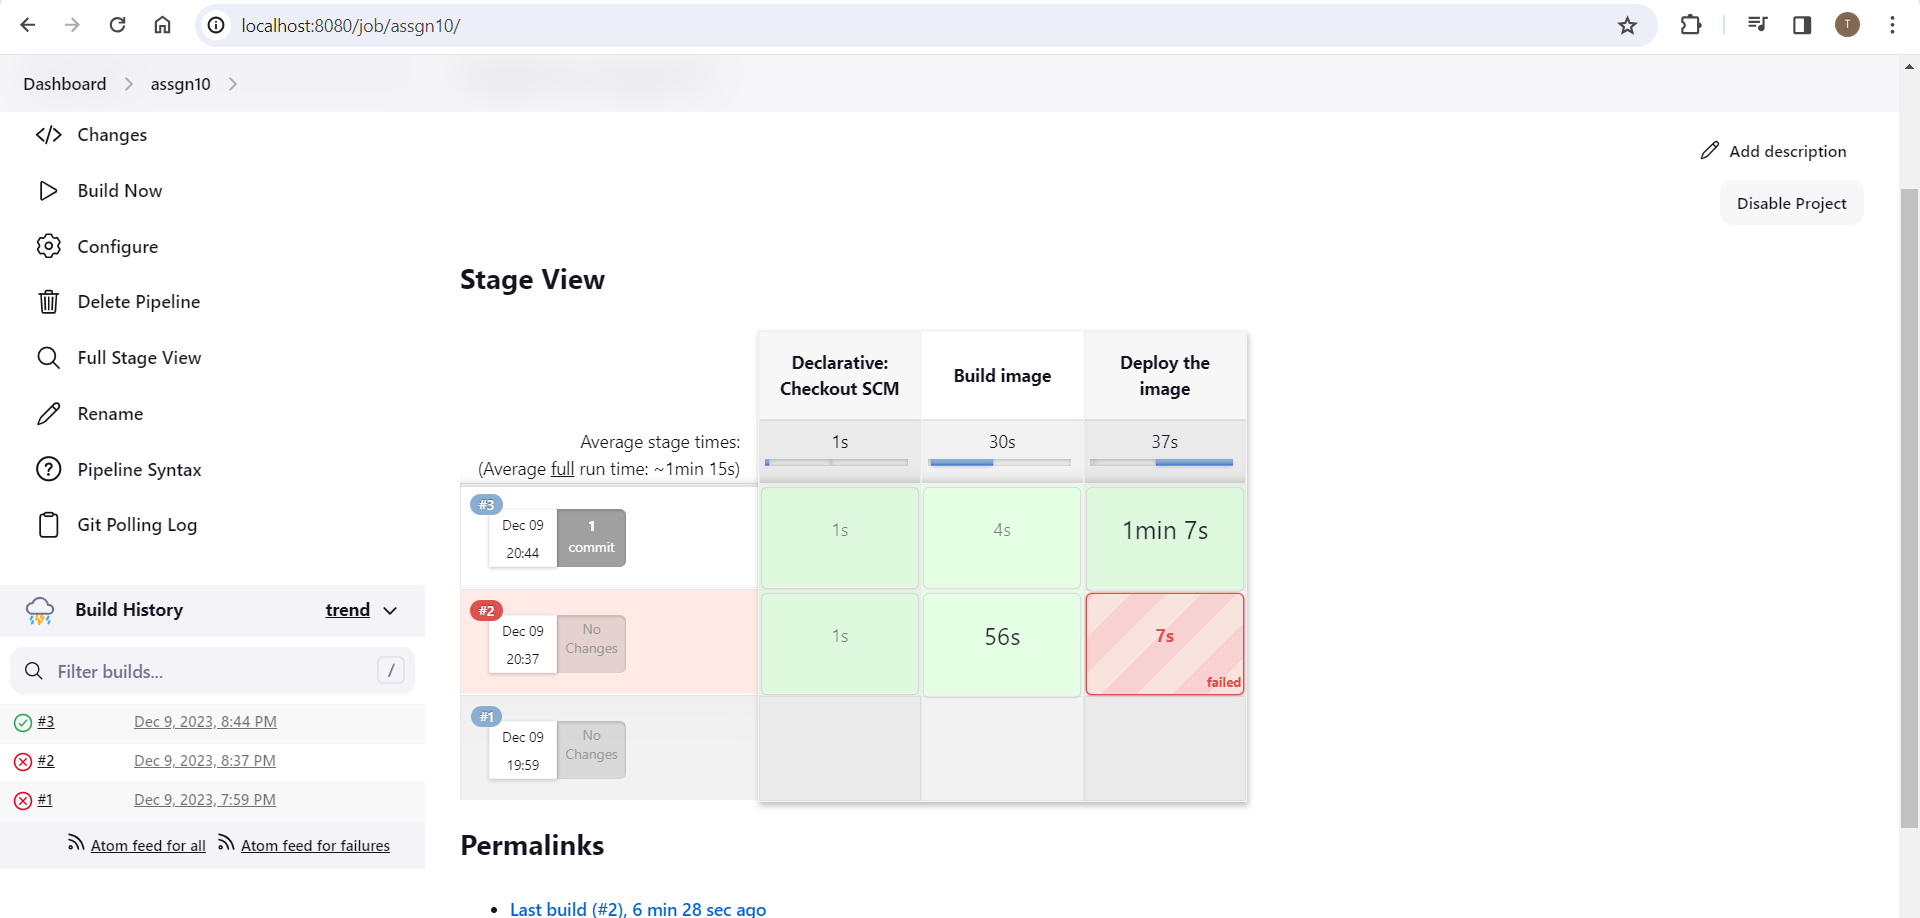 localhost:8080/job/assgn10/
T
Dashboard
assgn10
Changes
Build Now
Configure
Delete Pipeline
Full Stage View
Rename
Pipeline Syntax
Git Polling Log
Build History
trend
Filter builds...
/
#3
Dec 9, 2023, 8:44 PM
#2
Dec 9, 2023, 8:37 PM
#1
Dec 9, 2023, 7:59 PM
Atom feed for all
Atom feed for failures
Add description
Disable Project
Stage View
Declarative:
Checkout SCM
Build image
Deploy the
image
Average stage times:
(Average full run time: ~1min 15s)
1s
30s
37s
#3
Dec 09
20:44
1
commit
1s
4s
1min 7s
#2
Dec 09
20:37
No
Changes
1s
56s
7s
failed
#1
Dec 09
19:59
No
Changes
Permalinks
Last build (#2), 6 min 28 sec ago